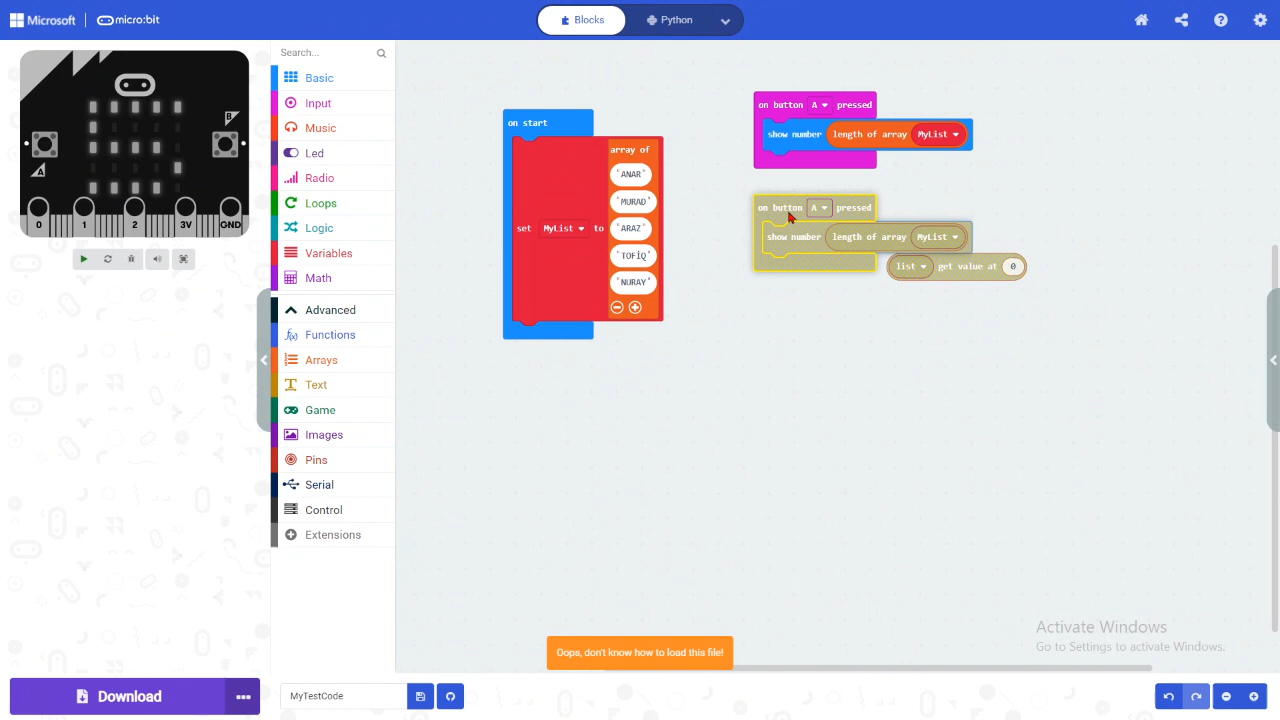 Microsoft | micro:bit
Blocks
Python
B
A
0 1 2 3V GND
Search...
Basic
Input
Music
Led
Radio
Loops
Logic
Variables
Math
Advanced
Functions
Arrays
Text
Game
Images
Pins
Serial
Control
Extensions
on start
set MyList to
array of
"ANAR"
"MURAD"
"ARAZ"
"TOFİQ"
"NURAY"
on button A pressed
show number length of array MyList
on button A pressed
show number length of array MyList
list get value at 0
Activate Windows
Go to Settings to activate Windows.
Oops, don't know how to load this file!
Download
MyTestCode